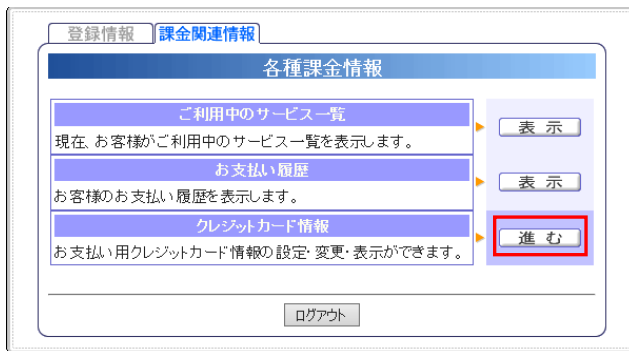 登録情報 課金関連情報
各種課金情報
ご利用中のサービス一覧
現在、お客様がご利用中のサービス一覧を表示します。
表 示
お支払い履歴
お客様のお支払い履歴を表示します。
表 示
クレジットカード情報
お支払い用クレジットカード情報の設定・変更・表示ができます。
進 む
ログアウト